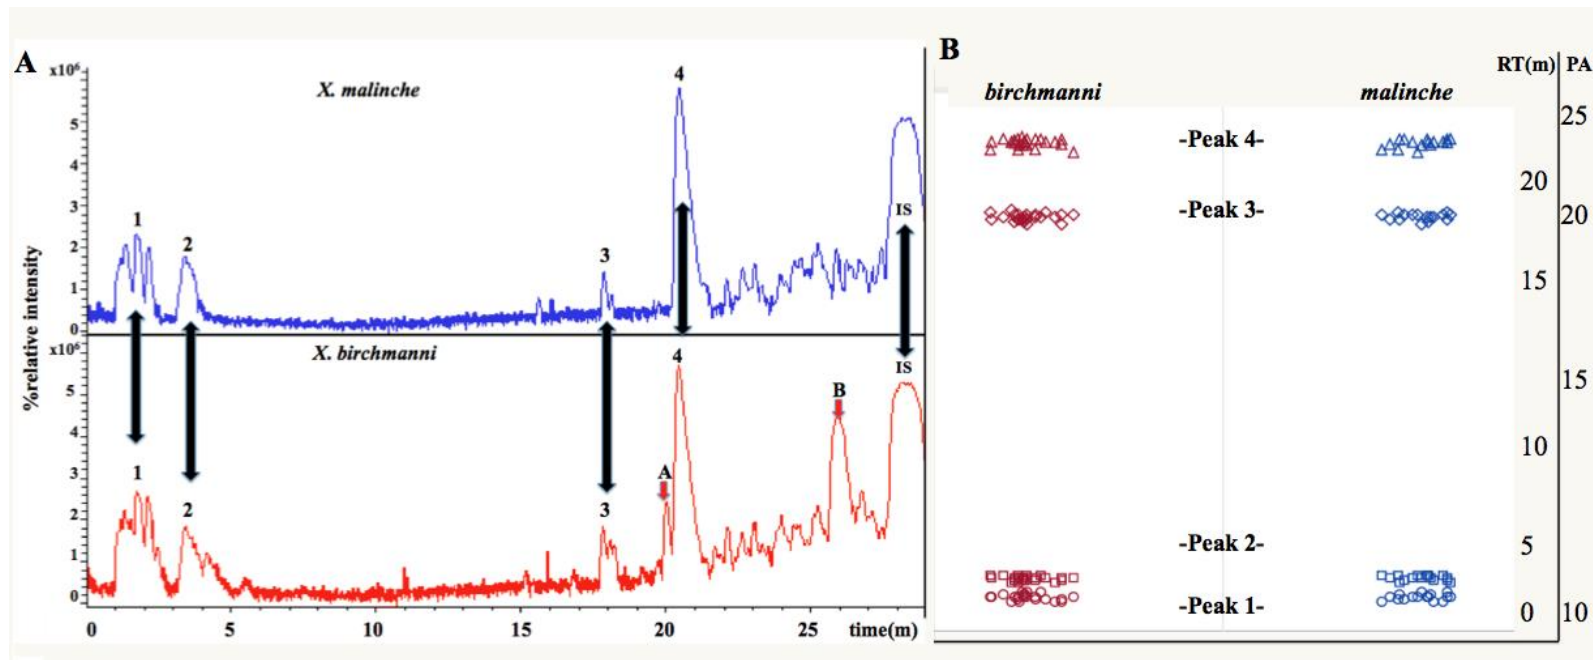 A
x10⁶
X. malinche
5
4
3
2
1
0
1
2
3
4
IS
%relative intensity
x10⁶
X. birchmanni
5
4
3
2
1
0
1
2
3
A
4
B
IS
0 5 10 15 20 25 time(m)
B
RT(m) PA
birchmanni malinche
25
-Peak 4-
20
-Peak 3-
20
15
15
10
-Peak 2-
5
-Peak 1-
0 10